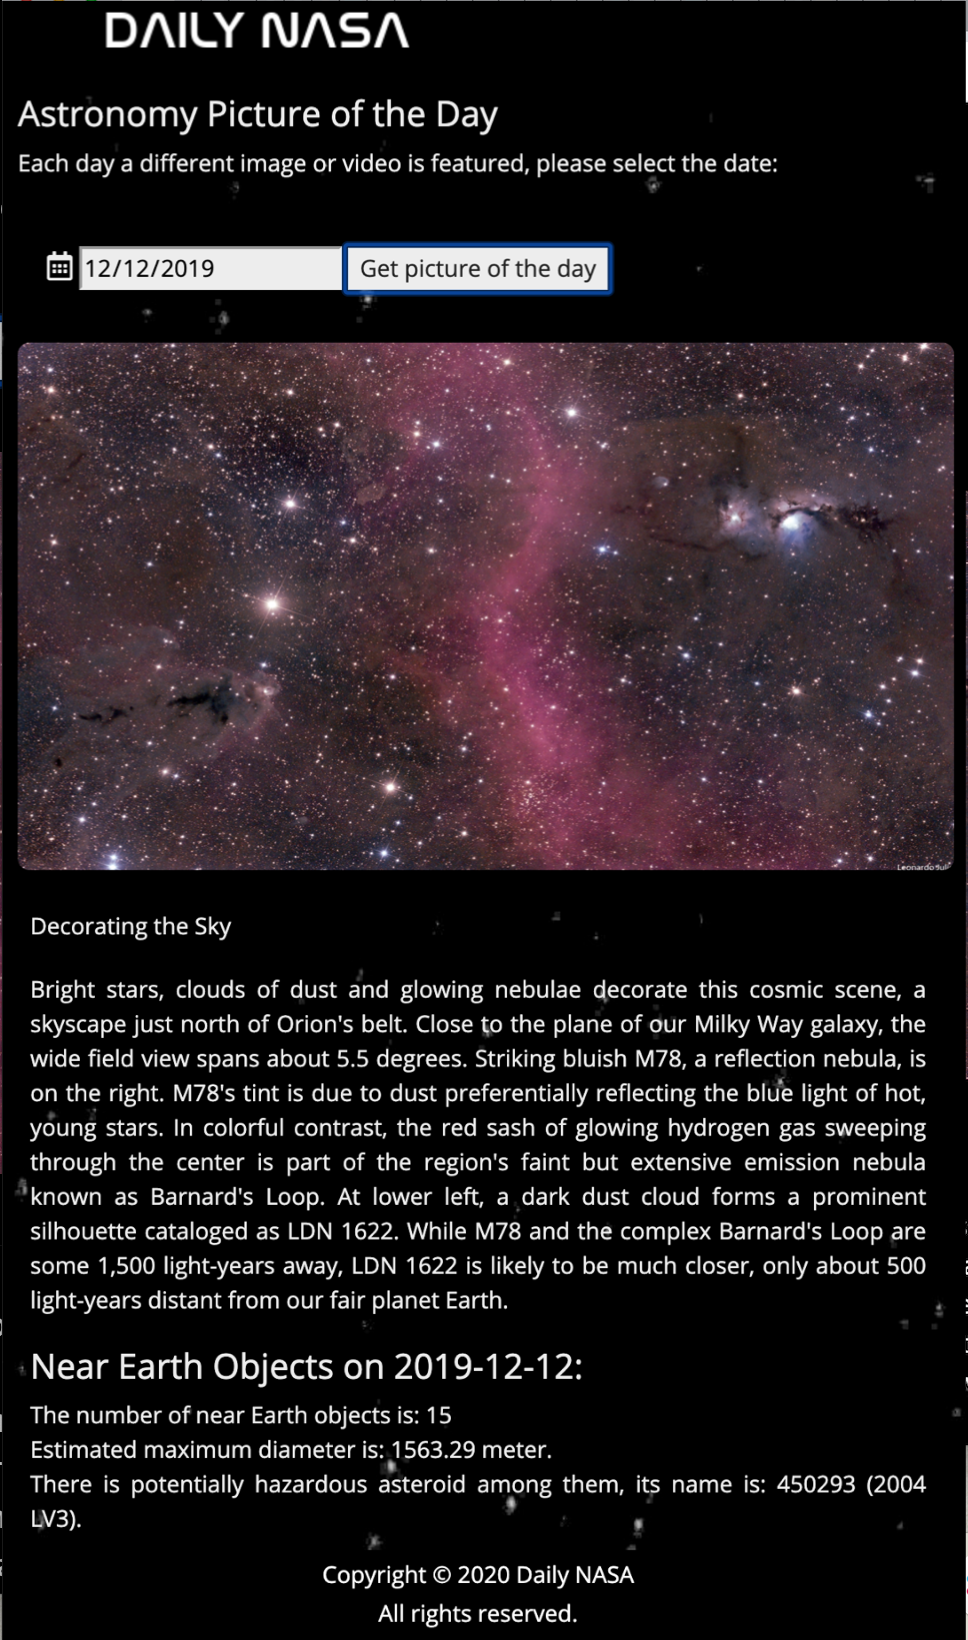 DAILY NASA
Astronomy Picture of the Day
Each day a different image or video is featured, please select the date:
12/12/2019
Get picture of the day
Leonardo
Decorating the Sky
Bright stars, clouds of dust and glowing nebulae decorate this cosmic scene, a
skyscape just north of Orion's belt. Close to the plane of our Milky Way galaxy, the
wide field view spans about 5.5 degrees. Striking bluish M78, a reflection nebula, is
on the right. M78's tint is due to dust preferentially reflecting the blue light of hot,
young stars. In colorful contrast, the red sash of glowing hydrogen gas sweeping
through the center is part of the region's faint but extensive emission nebula
known as Barnard's Loop. At lower left, a dark dust cloud forms a prominent
silhouette cataloged as LDN 1622. While M78 and the complex Barnard's Loop are
some 1,500 light-years away, LDN 1622 is likely to be much closer, only about 500
light-years distant from our fair planet Earth.
Near Earth Objects on 2019-12-12:
The number of near Earth objects is: 15
Estimated maximum diameter is: 1563.29 meter.
There is potentially hazardous asteroid among them, its name is: 450293 (2004
LV3).
Copyright © 2020 Daily NASA
All rights reserved.